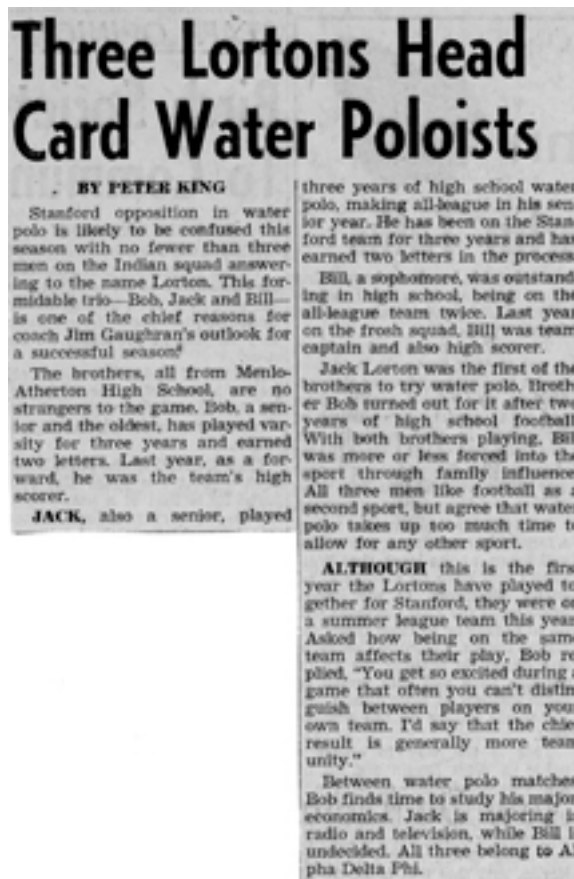 Three Lortons Head
Card Water Poloists
BY PETER KING
Stanford opposition in water
polo is likely to be confused this
season with no fewer than three
men on the Indian squad answer-
ing to the name Lorton. This for-
midable trio—Bob, Jack and Bill—
is one of the chief reasons for
coach Jim Gaughran's outlook for
a successful season.
The brothers, all from Menlo-
Atherton High School, are no
strangers to the game. Bob, a sen-
ior and the oldest, has played var-
sity for three years and earned
two letters. Last year, as a for-
ward, he was the team's high
scorer.
JACK, also a senior, played
three years of high school water
polo, making all-league in his sen-
ior year. He has been on the Stan
ford team for three years and has
earned two letters in the process
Bill, a sophomore, was outstand
ing in high school, being on the
all-league team twice. Last year
on the frosh squad, Bill was team
captain and also high scorer.
Jack Lorton was the first of the
brothers to try water polo. Broth
er Bob turned out for it after two
years of high school football
With both brothers playing, Bil
was more or less forced into the
sport through family influence
All three men like football as a
second sport, but agree that water
polo takes up too much time to
allow for any other sport.
ALTHOUGH this is the firs
year the Lortons have played to
gether for Stanford, they were on
a summer league team this year
Asked how being on the same
team affects their play, Bob re
plied, "You get so excited during a
game that often you can't distin
guish between players on your
own team. I'd say that the chie
result is generally more team
unity."
Between water polo matches
Bob finds time to study his major
economics. Jack is majoring i
radio and television, while Bill i
undecided. All three belong to Al
pha Delta Phi.